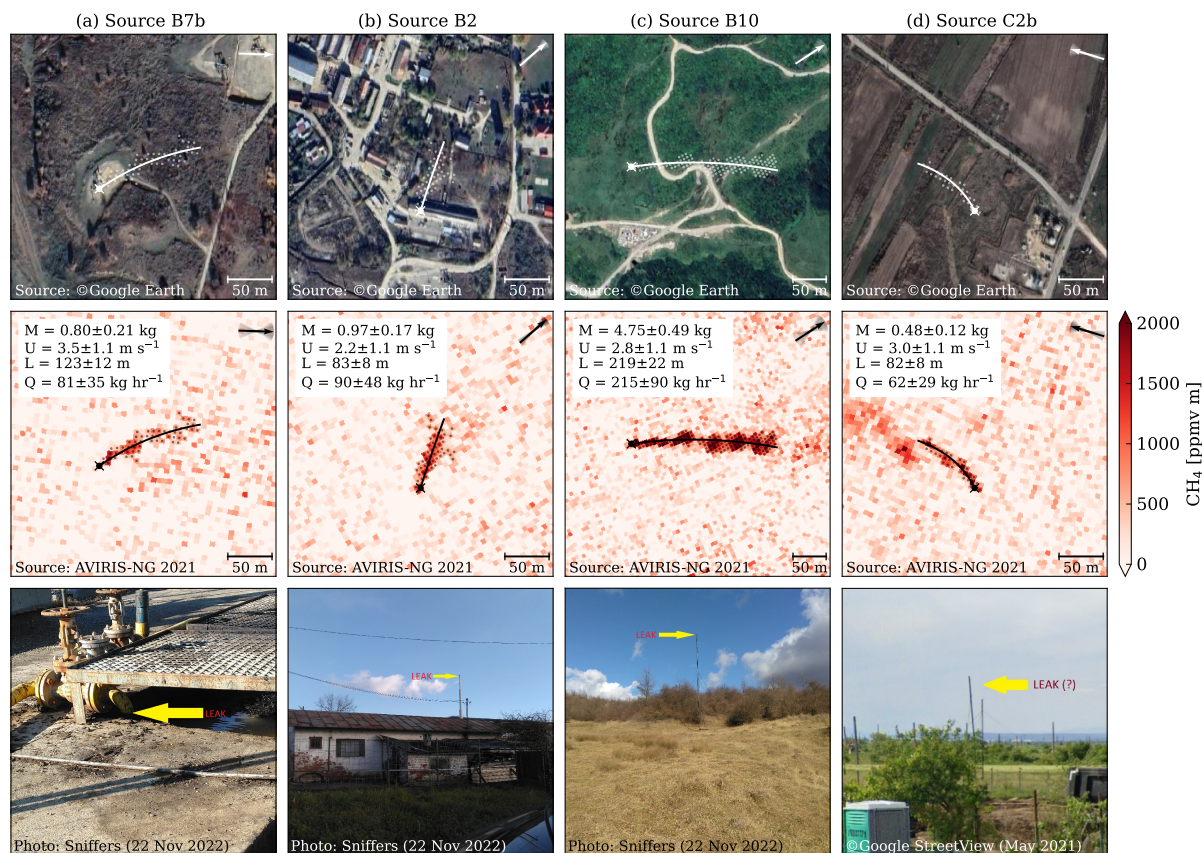 (a) Source B7b
(b) Source B2
(c) Source B10
(d) Source C2b
50 m
Source: ©Google Earth
50 m
Source: ©Google Earth
50 m
Source: ©Google Earth
50 m
Source: ©Google Earth
M = 0.80±0.21 kg
U = 3.5±1.1 m s⁻¹
L = 123±12 m
Q = 81±35 kg hr⁻¹
50 m
Source: AVIRIS-NG 2021
M = 0.97±0.17 kg
U = 2.2±1.1 m s⁻¹
L = 83±8 m
Q = 90±48 kg hr⁻¹
50 m
Source: AVIRIS-NG 2021
M = 4.75±0.49 kg
U = 2.8±1.1 m s⁻¹
L = 219±22 m
Q = 215±90 kg hr⁻¹
50 m
Source: AVIRIS-NG 2021
M = 0.48±0.12 kg
U = 3.0±1.1 m s⁻¹
L = 82±8 m
Q = 62±29 kg hr⁻¹
50 m
Source: AVIRIS-NG 2021
2000
1500
1000
500
0
CH₄ [ppmv m]
LEAK
Photo: Sniffers (22 Nov 2022)
LEAK
Photo: Sniffers (22 Nov 2022)
LEAK
Photo: Sniffers (22 Nov 2022)
LEAK (?)
©Google StreetView (May 2021)